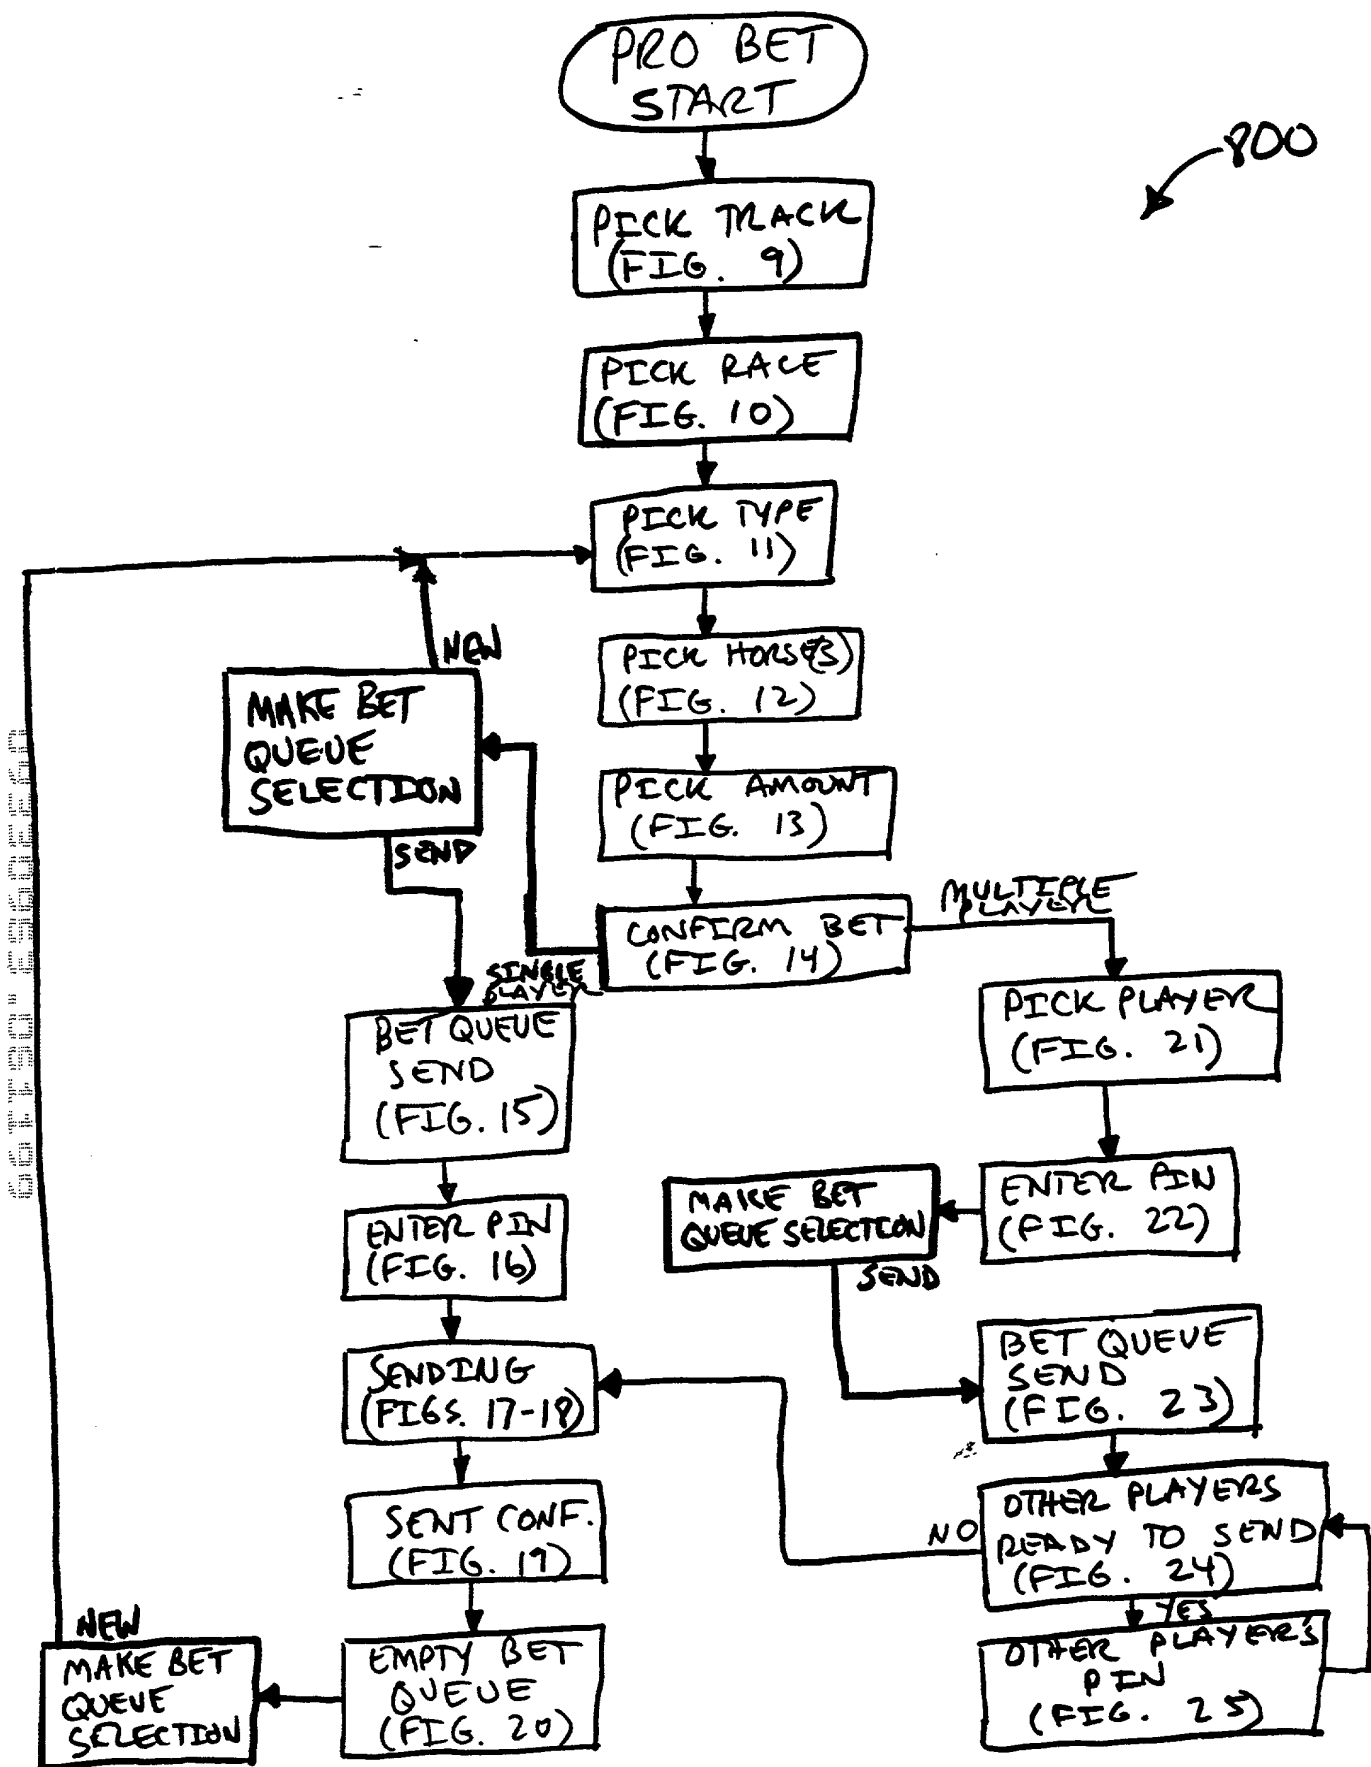 PRO BET
START
800
PICK TRACK
(FIG. 9)
PICK RACE
(FIG. 10)
PICK TYPE
(FIG. 11)
NEW
PICK HORSE(S)
(FIG. 12)
MAKE BET
QUEUE
SELECTION
SEND
PICK AMOUNT
(FIG. 13)
CONFIRM BET
(FIG. 14)
MULTIPLE
PLAYER
SINGLE
PLAYER
BET QUEUE
SEND
(FIG. 15)
PICK PLAYER
(FIG. 21)
ENTER PIN
(FIG. 16)
ENTER PIN
(FIG. 22)
MAKE BET
QUEUE SELECTION
SEND
SENDING
(FIGS. 17-18)
BET QUEUE
SEND
(FIG. 23)
SENT CONF.
(FIG. 19)
NO
OTHER PLAYERS
READY TO SEND
(FIG. 24)
YES
OTHER PLAYER'S
PIN
(FIG. 25)
EMPTY BET
QUEUE
(FIG. 20)
NEW
MAKE BET
QUEUE
SELECTION